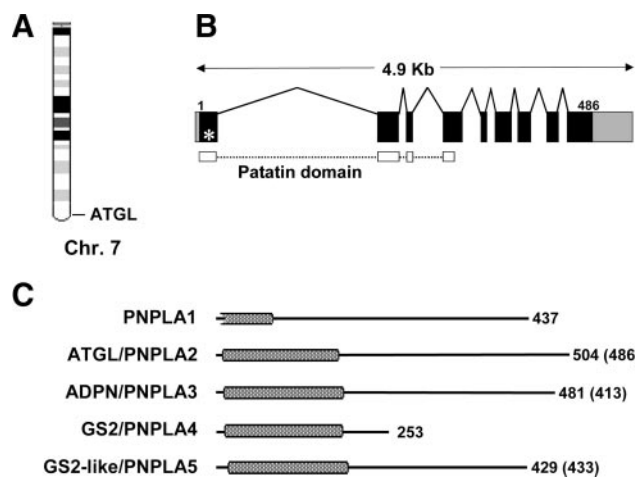 A
ATGL
Chr. 7
B
4.9 Kb
1
486
*
Patatin domain
C
PNPLA1 437
ATGL/PNPLA2 504 (486
ADPN/PNPLA3 481 (413)
GS2/PNPLA4 253
GS2-like/PNPLA5 429 (433)